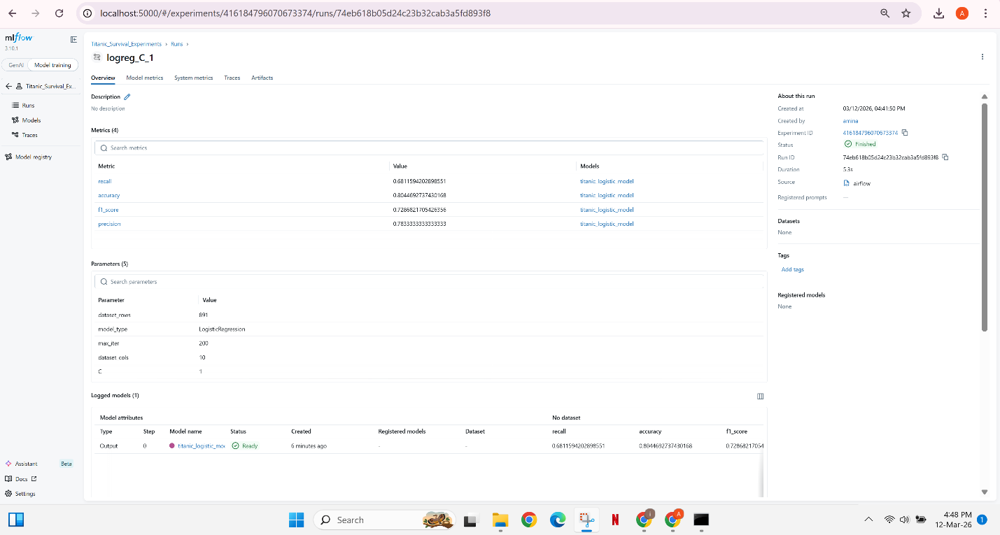 localhost:5000/#/experiments/416184796070673374/runs/74eb618b05d24c23b32cab3a5fd893f8
A
mlflow
3.10.1
GenAI Model training
Titanic_Survival_Ex...
Runs
Models
Traces
Model registry
Assistant Beta
Docs
Settings
Titanic_Survival_Experiments > Runs >
logreg_C_1
Overview Model metrics System metrics Traces Artifacts
Description
No description
Metrics (4)
Search metrics
Metric Value Models
recall 0.6811594202898551 titanic_logistic_model
accuracy 0.8044692737430168 titanic_logistic_model
f1_score 0.7286821705426356 titanic_logistic_model
precision 0.7833333333333333 titanic_logistic_model
Parameters (5)
Search parameters
Parameter Value
dataset_rows 891
model_type LogisticRegression
max_iter 200
dataset_cols 10
C 1
Logged models (1)
Model attributes No dataset
Type Step Model name Status Created Registered models Dataset recall accuracy f1_score
Output 0 titanic_logistic_mo Ready 6 minutes ago - - 0.6811594202898551 0.8044692737430168 0.72868217054
About this run
Created at 03/12/2026, 04:41:50 PM
Created by amina
Experiment ID 416184796070673374
Status Finished
Run ID 74eb618b05d24c23b32cab3a5fd893f8
Duration 5.3s
Source airflow
Registered prompts —
Datasets
None
Tags
Add tags
Registered models
None
Search
N
i
A
4:48 PM
12-Mar-26
1